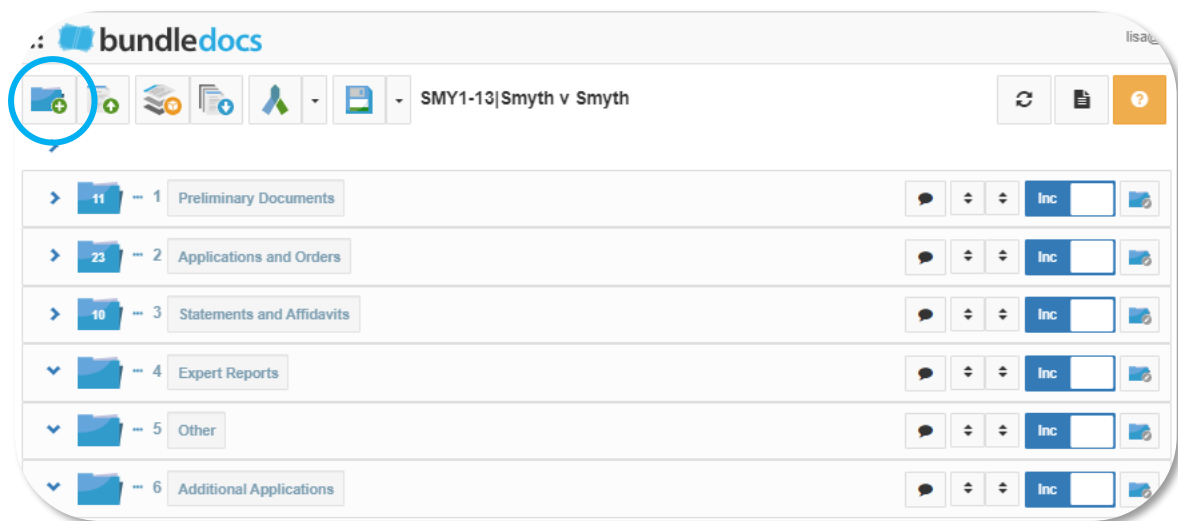 bundledocs
lisa@
SMY1-13|Smyth v Smyth
11 1 Preliminary Documents Inc
23 2 Applications and Orders Inc
10 3 Statements and Affidavits Inc
4 Expert Reports Inc
5 Other Inc
6 Additional Applications Inc